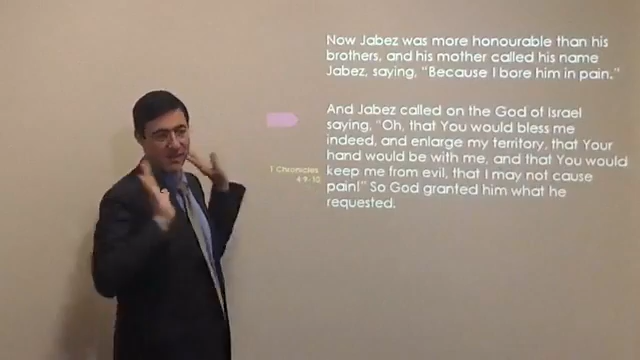 Now Jabez was more honourable than his
brothers, and his mother called his name
Jabez, saying, “Because I bore him in pain.”
And Jabez called on the God of Israel
saying, “Oh, that You would bless me
indeed, and enlarge my territory, that Your
hand would be with me, and that You would
keep me from evil, that I may not cause
pain!” So God granted him what he
requested.
1 Chronicles
4:9-10